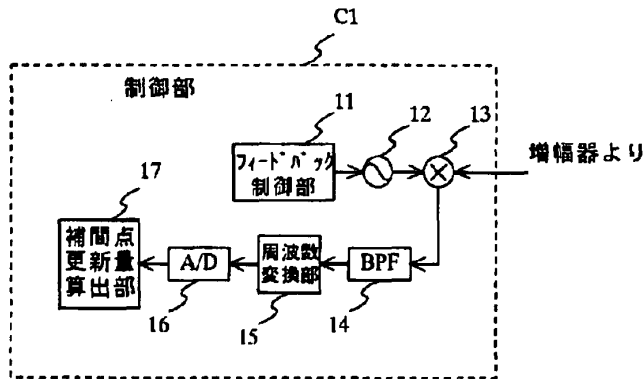 C1
制御部
11
12
13
フィードバック
制御部
増幅器より
17
補間点
更新量
算出部
A/D
周波数
変換部
BPF
16
15
14